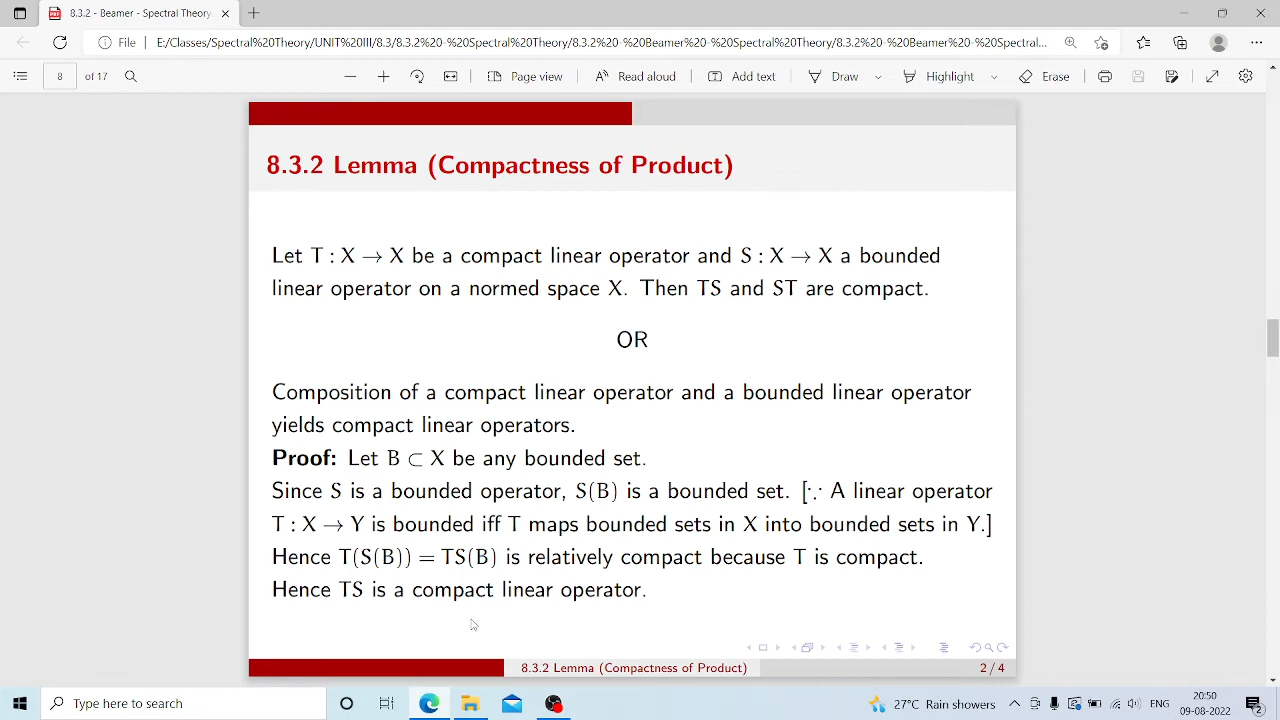 8.3.2 - Beamer - Spectral Theory.
File
E:/Classes/Spectral%20Theory/UNIT%20III/8.3/8.3.2%20-%20Beamer%20-%20Spectral%20Theory/8.3.2%20-%20Beamer%20-%20Spectral...
8 of 17
Page view
Read aloud
Add text
Draw
Highlight
Erase
8.3.2 Lemma (Compactness of Product)
Let T : X → X be a compact linear operator and S : X → X a bounded
linear operator on a normed space X. Then TS and ST are compact.
OR
Composition of a compact linear operator and a bounded linear operator
yields compact linear operators.
Proof: Let B ⊂ X be any bounded set.
Since S is a bounded operator, S(B) is a bounded set. [∵ A linear operator
T : X → Y is bounded iff T maps bounded sets in X into bounded sets in Y.]
Hence T(S(B)) = TS(B) is relatively compact because T is compact.
Hence TS is a compact linear operator.
8.3.2 Lemma (Compactness of Product)
2 / 4
Type here to search
27°C Rain showers
20:50
09-08-2022
2